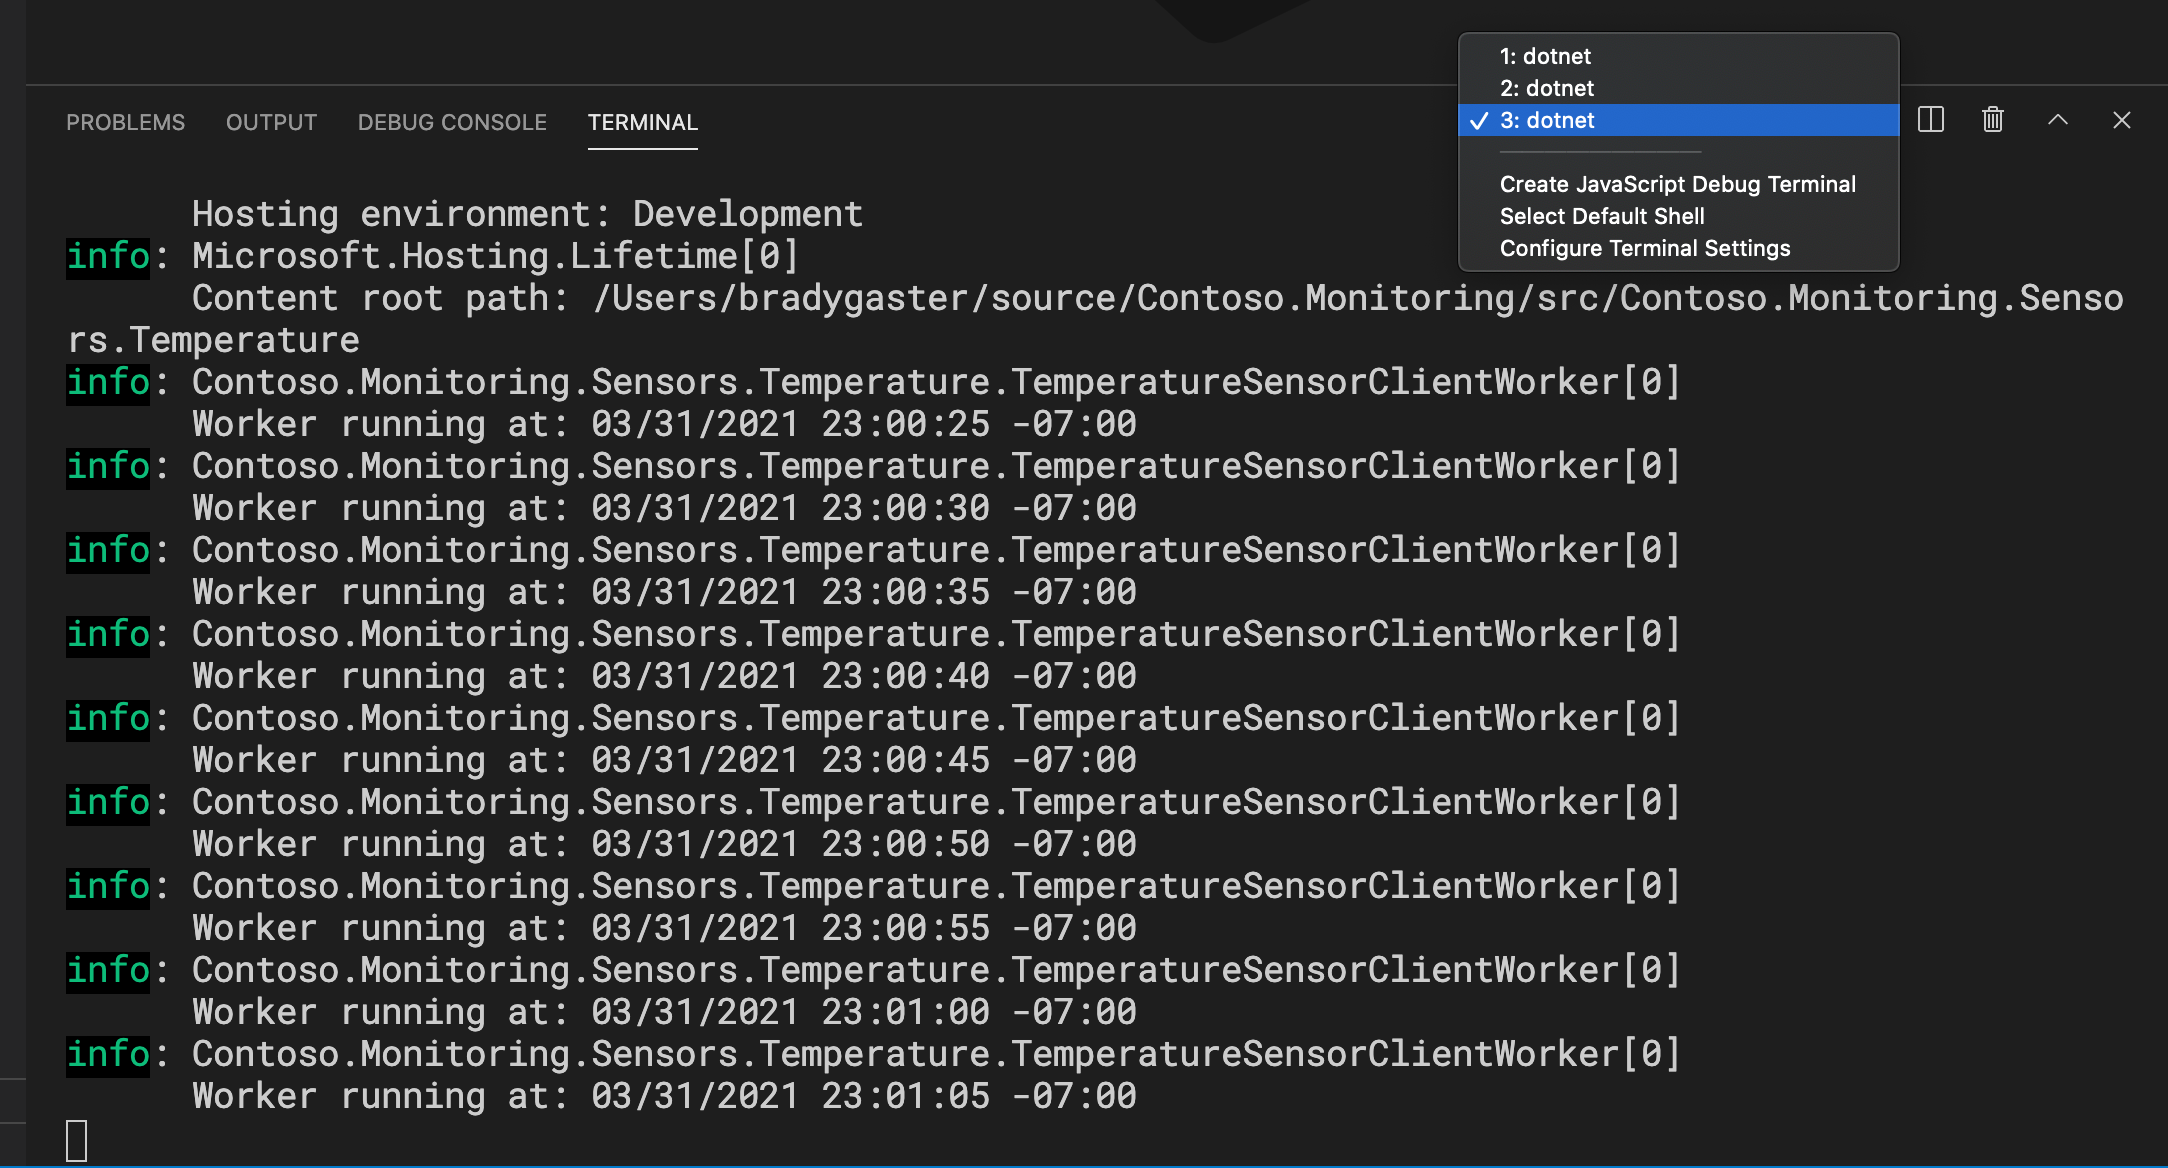 1: dotnet
2: dotnet
✓ 3: dotnet
Create JavaScript Debug Terminal
Select Default Shell
Configure Terminal Settings
PROBLEMS OUTPUT DEBUG CONSOLE TERMINAL
Hosting environment: Development
info: Microsoft.Hosting.Lifetime[0]
Content root path: /Users/bradygaster/source/Contoso.Monitoring/src/Contoso.Monitoring.Senso
rs.Temperature
info: Contoso.Monitoring.Sensors.Temperature.TemperatureSensorClientWorker[0]
Worker running at: 03/31/2021 23:00:25 -07:00
info: Contoso.Monitoring.Sensors.Temperature.TemperatureSensorClientWorker[0]
Worker running at: 03/31/2021 23:00:30 -07:00
info: Contoso.Monitoring.Sensors.Temperature.TemperatureSensorClientWorker[0]
Worker running at: 03/31/2021 23:00:35 -07:00
info: Contoso.Monitoring.Sensors.Temperature.TemperatureSensorClientWorker[0]
Worker running at: 03/31/2021 23:00:40 -07:00
info: Contoso.Monitoring.Sensors.Temperature.TemperatureSensorClientWorker[0]
Worker running at: 03/31/2021 23:00:45 -07:00
info: Contoso.Monitoring.Sensors.Temperature.TemperatureSensorClientWorker[0]
Worker running at: 03/31/2021 23:00:50 -07:00
info: Contoso.Monitoring.Sensors.Temperature.TemperatureSensorClientWorker[0]
Worker running at: 03/31/2021 23:00:55 -07:00
info: Contoso.Monitoring.Sensors.Temperature.TemperatureSensorClientWorker[0]
Worker running at: 03/31/2021 23:01:00 -07:00
info: Contoso.Monitoring.Sensors.Temperature.TemperatureSensorClientWorker[0]
Worker running at: 03/31/2021 23:01:05 -07:00